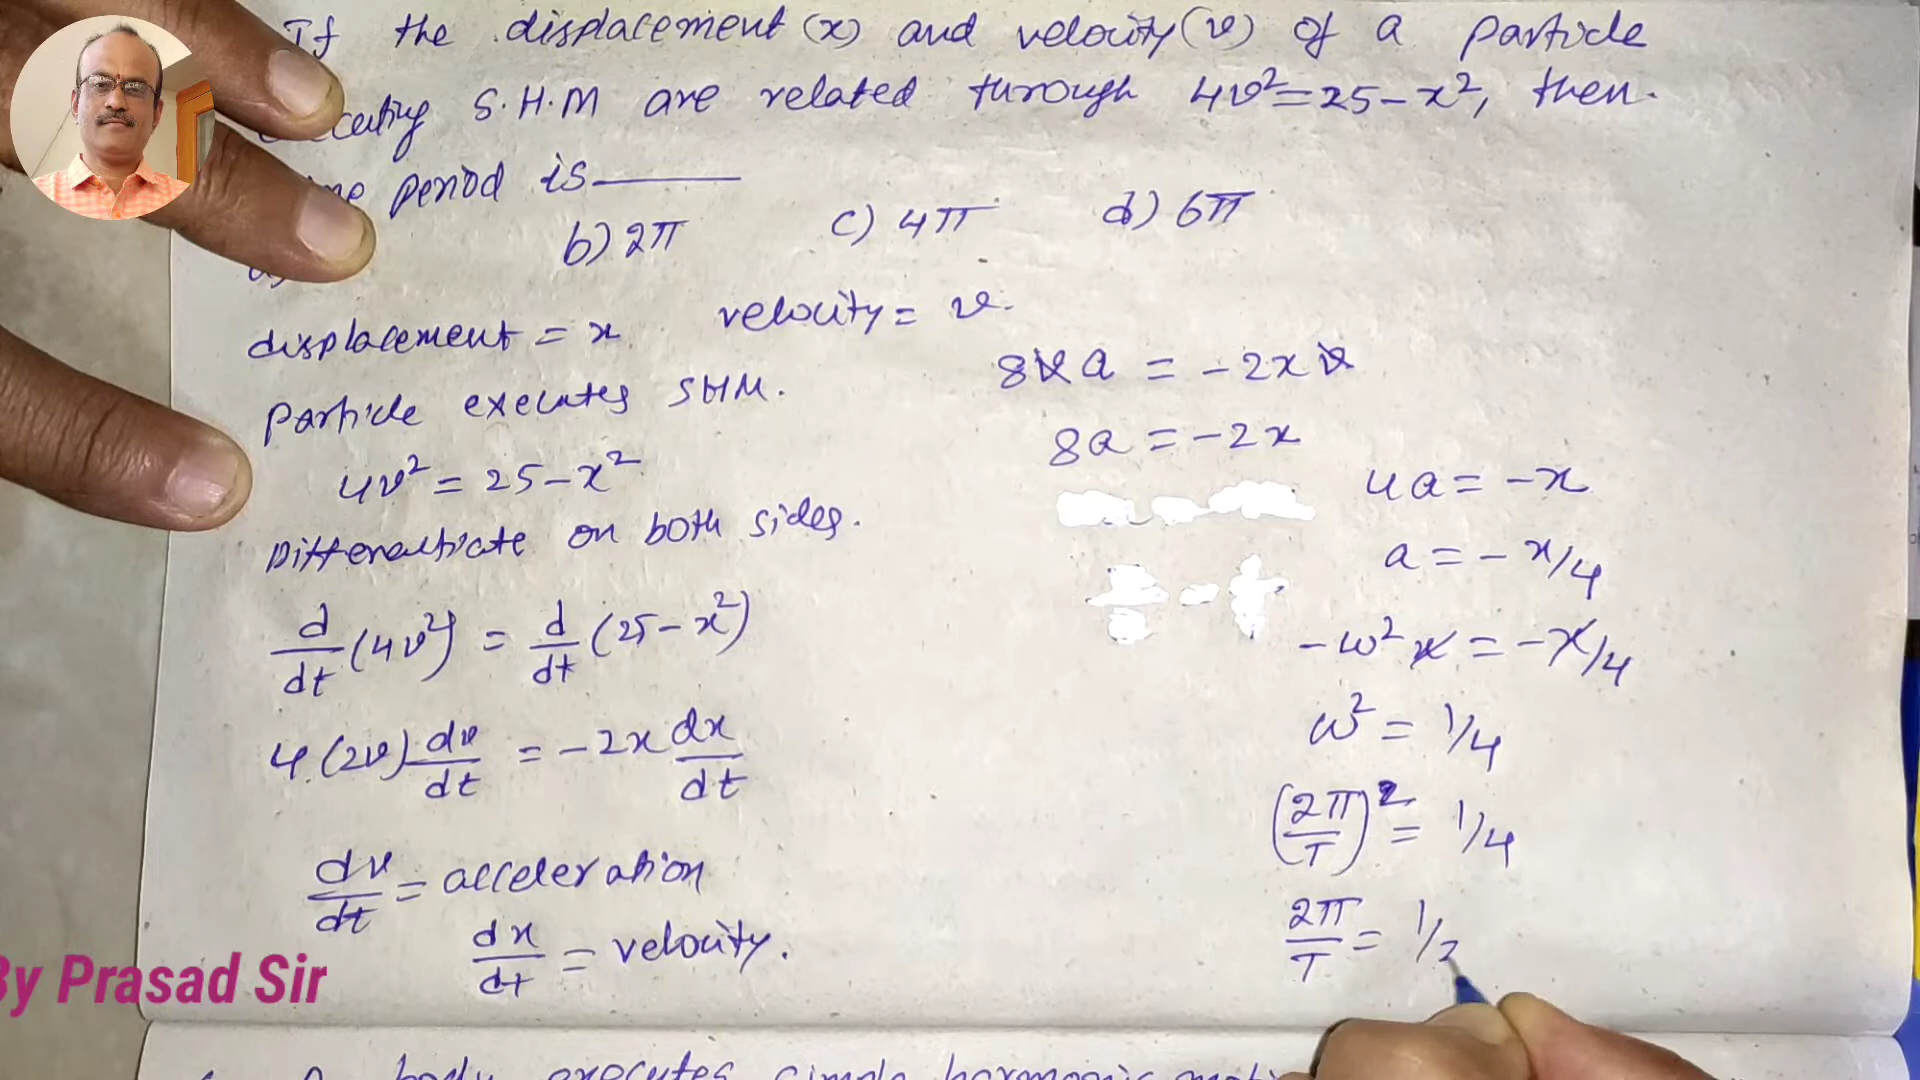 If the displacement (x) and velocity (v) of a particle
S.H.M are related through 4v²=25-x², then.
period is
b) 2π c) 4π d) 6π
displacement = x velocity = v.
particle executes SHM.
4v² = 25-x²
Differentiate on both sides.
d/dt (4v²) = d/dt (25-x²)
4.(2v) dv/dt = -2x dx/dt
dv/dt = acceleration
dx/dt = velocity.
8va = -2xv
8a = -2x
4a = -x
a = -x/4
-ω²x = -x/4
ω² = 1/4
(2π/T)² = 1/4
2π/T = 1/2
By Prasad Sir
body executes simple harmonic